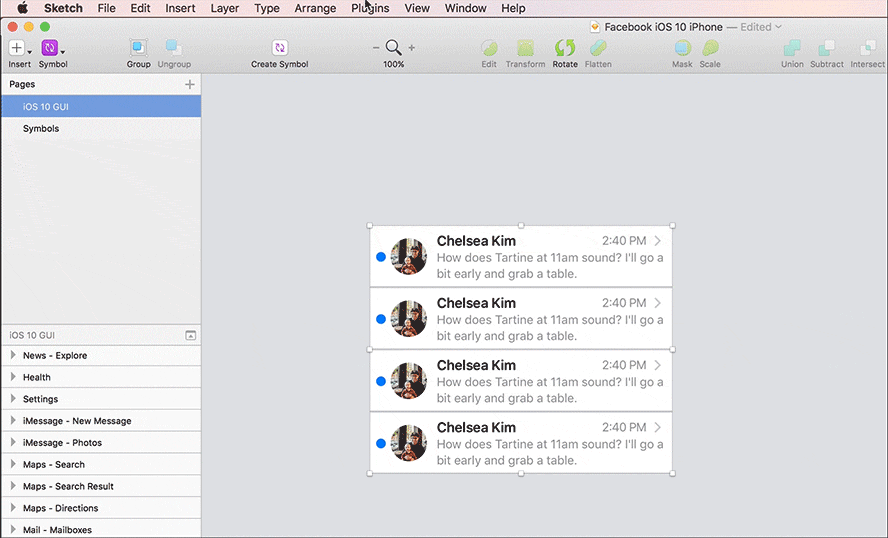 Sketch File Edit Insert Layer Type Arrange Plugins View Window Help
Facebook iOS 10 iPhone — Edited
Insert Symbol Group Ungroup Create Symbol 100% Edit Transform Rotate Flatten Mask Scale Union Subtract Intersect
Pages
iOS 10 GUI
Symbols
iOS 10 GUI
News - Explore
Health
Settings
iMessage - New Message
iMessage - Photos
Maps - Search
Maps - Search Result
Maps - Directions
Mail - Mailboxes
Chelsea Kim 2:40 PM
How does Tartine at 11am sound? I'll go a
bit early and grab a table.
Chelsea Kim 2:40 PM
How does Tartine at 11am sound? I'll go a
bit early and grab a table.
Chelsea Kim 2:40 PM
How does Tartine at 11am sound? I'll go a
bit early and grab a table.
Chelsea Kim 2:40 PM
How does Tartine at 11am sound? I'll go a
bit early and grab a table.